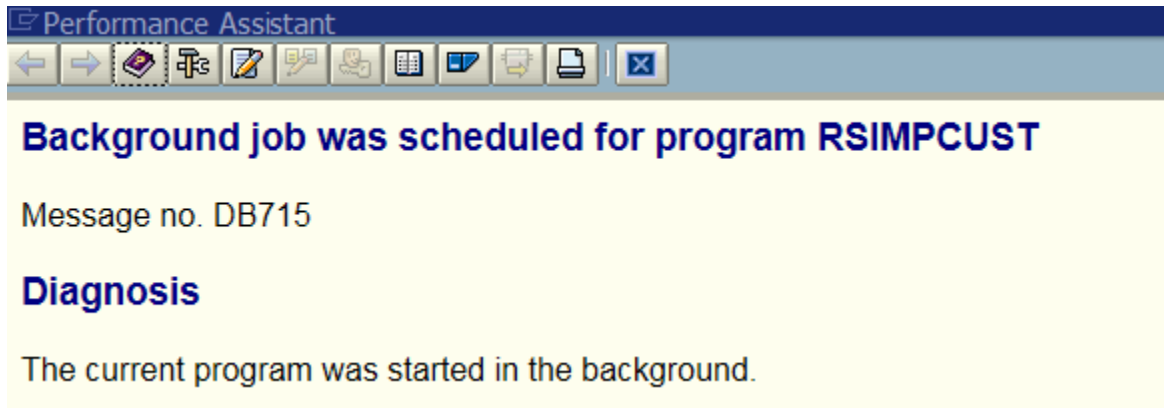 Performance Assistant
Background job was scheduled for program RSIMPCUST
Message no. DB715
Diagnosis
The current program was started in the background.